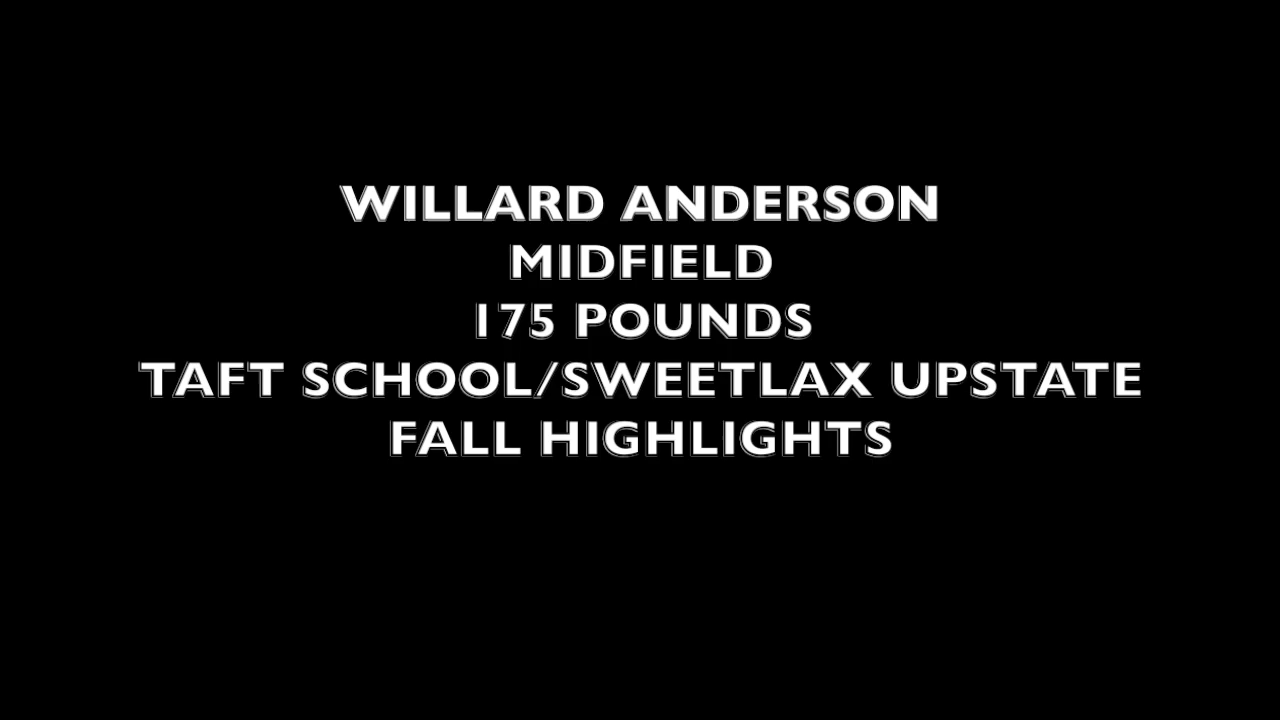 WILLARD ANDERSON
MIDFIELD
175 POUNDS
TAFT SCHOOL/SWEETLAX UPSTATE
FALL HIGHLIGHTS